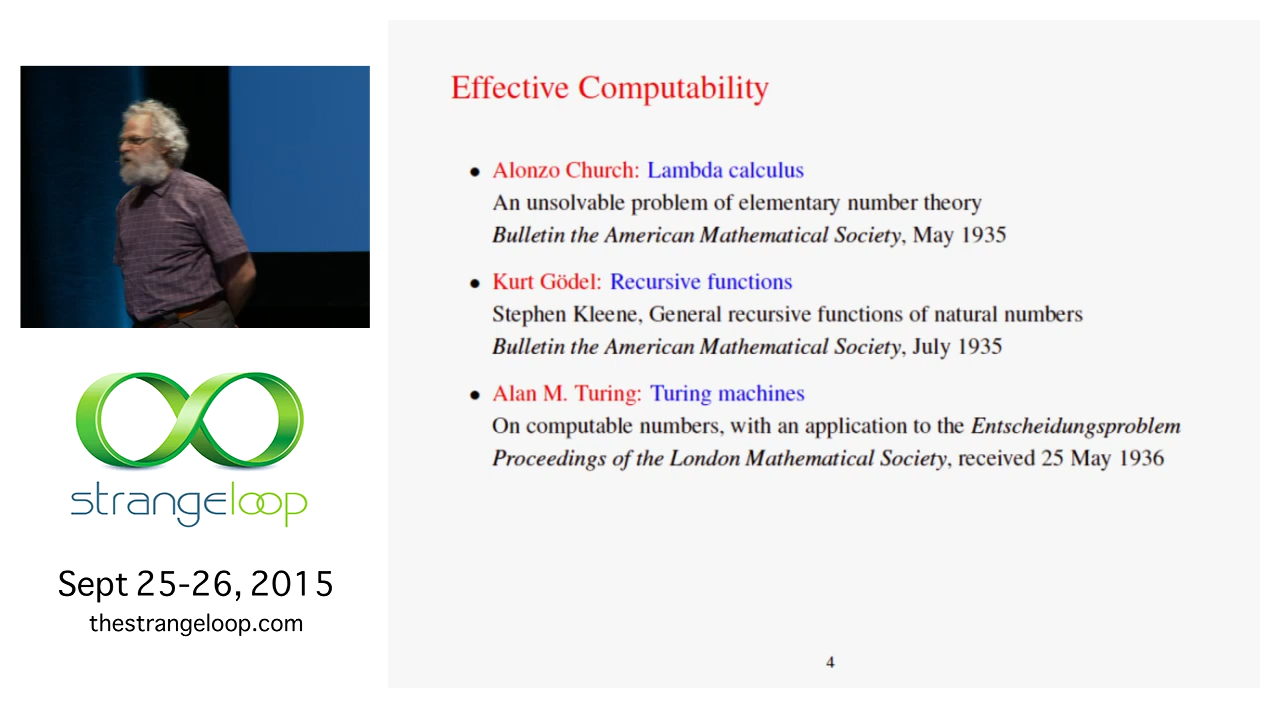 Effective Computability
• Alonzo Church: Lambda calculus
An unsolvable problem of elementary number theory
Bulletin the American Mathematical Society, May 1935
• Kurt Gödel: Recursive functions
Stephen Kleene, General recursive functions of natural numbers
Bulletin the American Mathematical Society, July 1935
• Alan M. Turing: Turing machines
On computable numbers, with an application to the Entscheidungsproblem
Proceedings of the London Mathematical Society, received 25 May 1936
4
strangeloop
Sept 25-26, 2015
thestrangeloop.com